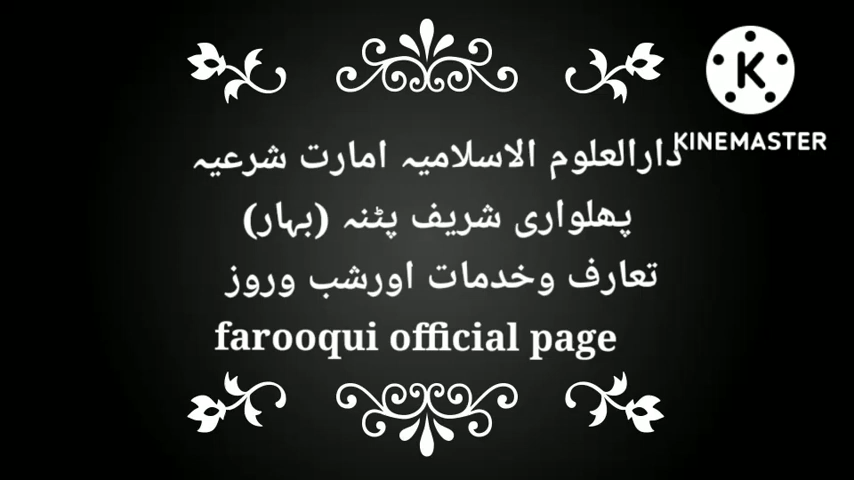 K
KINEMASTER
دارالعلوم الاسلامیہ امارت شرعیہ
پھلواری شریف پٹنہ (بہار)
تعارف وخدمات اورشب وروز
farooqui official page